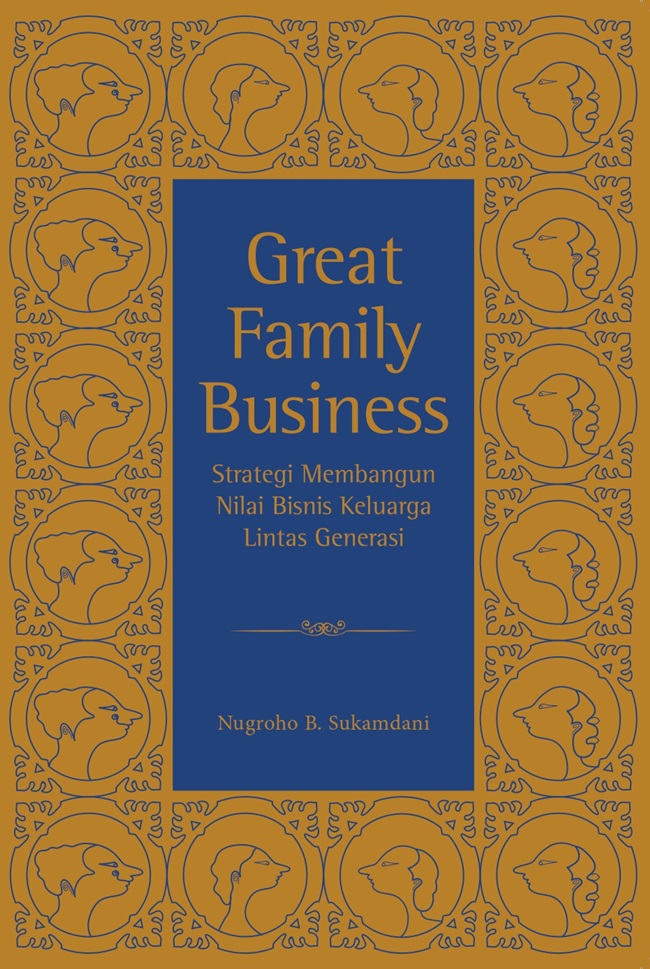 Great
Family
Business
Strategi Membangun
Nilai Bisnis Keluarga
Lintas Generasi
Nugroho B. Sukamdani